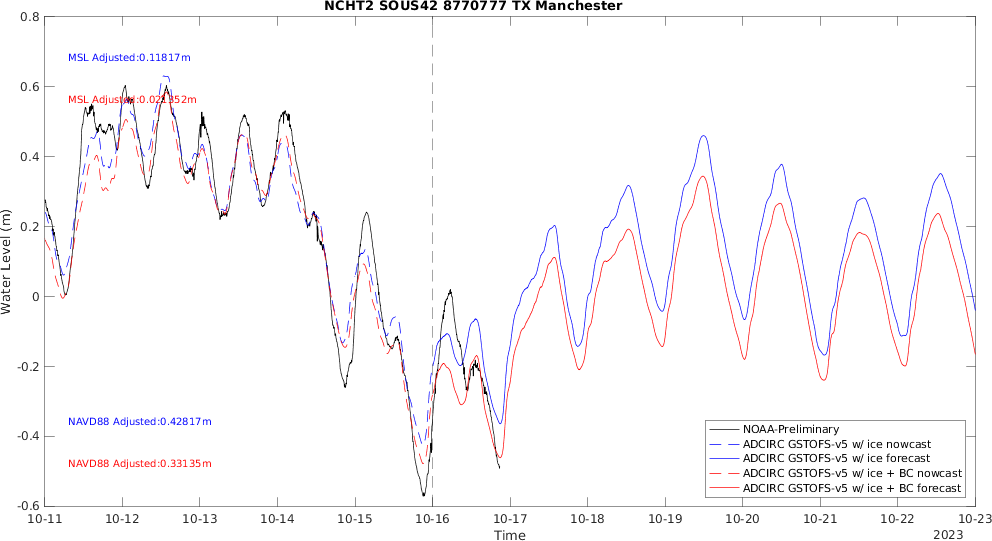 NCHT2 SOUS42 8770777 TX Manchester
0.8
0.6
0.4
0.2
0
-0.2
-0.4
-0.6
Water Level (m)
MSL Adjusted:0.11817m
MSL Adjusted:0.021352m
NAVD88 Adjusted:0.42817m
NAVD88 Adjusted:0.33135m
NOAA-Preliminary
ADCIRC GSTOFS-v5 w/ ice nowcast
ADCIRC GSTOFS-v5 w/ ice forecast
ADCIRC GSTOFS-v5 w/ ice + BC nowcast
ADCIRC GSTOFS-v5 w/ ice + BC forecast
10-11 10-12 10-13 10-14 10-15 10-16 10-17 10-18 10-19 10-20 10-21 10-22 10-23
Time
2023